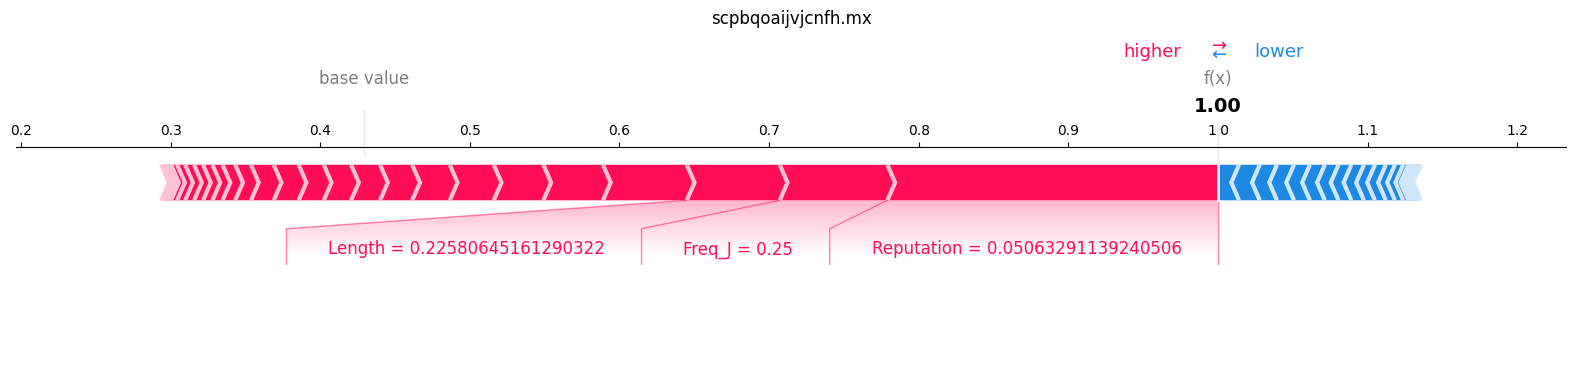 scpbqoaijvjcnfh.mx
higher ⇄ lower
base value
f(x)
1.00
0.2 0.3 0.4 0.5 0.6 0.7 0.8 0.9 1.0 1.1 1.2
Length = 0.22580645161290322 Freq_J = 0.25 Reputation = 0.05063291139240506